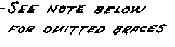 -SEE NOTE BELOW
FOR OMITTED BRACES